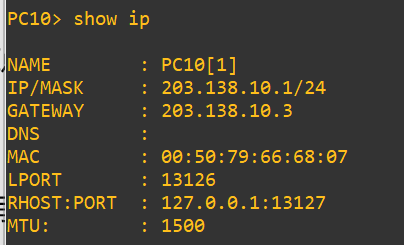 PC10> show ip
NAME        : PC10[1]
IP/MASK     : 203.138.10.1/24
GATEWAY     : 203.138.10.3
DNS         :
MAC         : 00:50:79:66:68:07
LPORT       : 13126
RHOST:PORT  : 127.0.0.1:13127
MTU:        : 1500